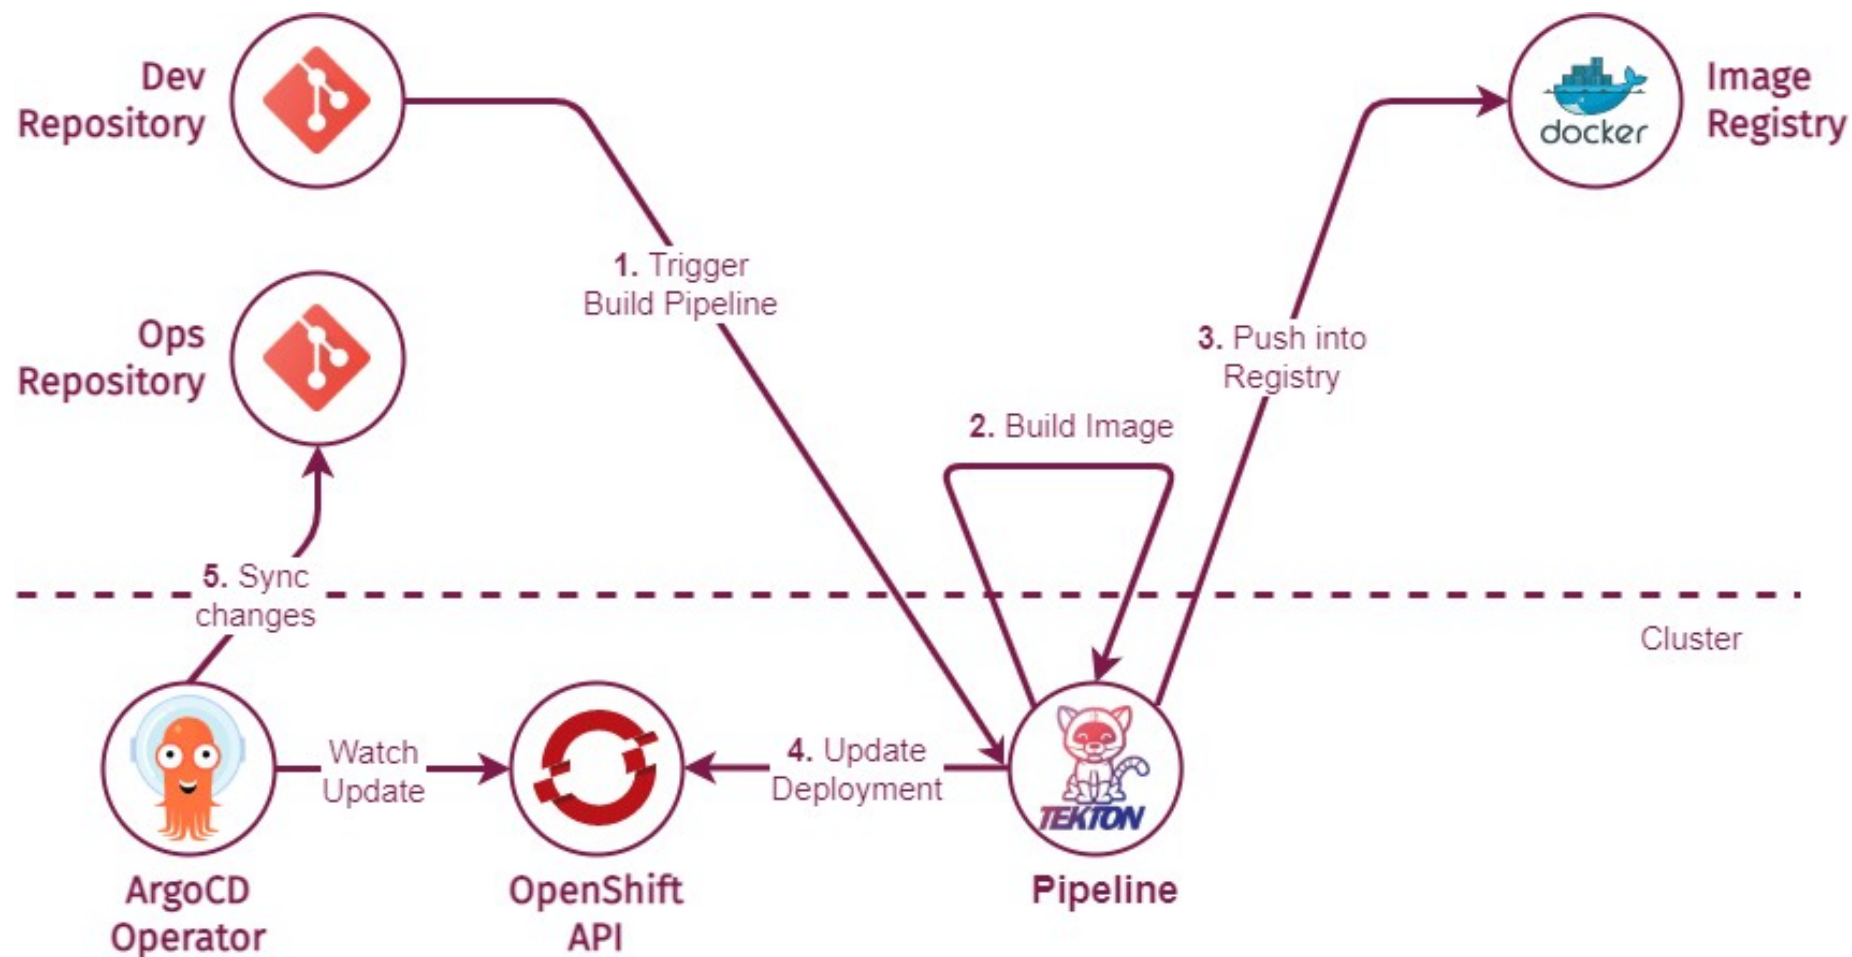 Dev
Repository
docker
Image
Registry
1. Trigger
Build Pipeline
Ops
Repository
3. Push into
Registry
2. Build Image
5. Sync
changes
Cluster
Watch
Update
4. Update
Deployment
TEKTON
ArgoCD
Operator
OpenShift
API
Pipeline